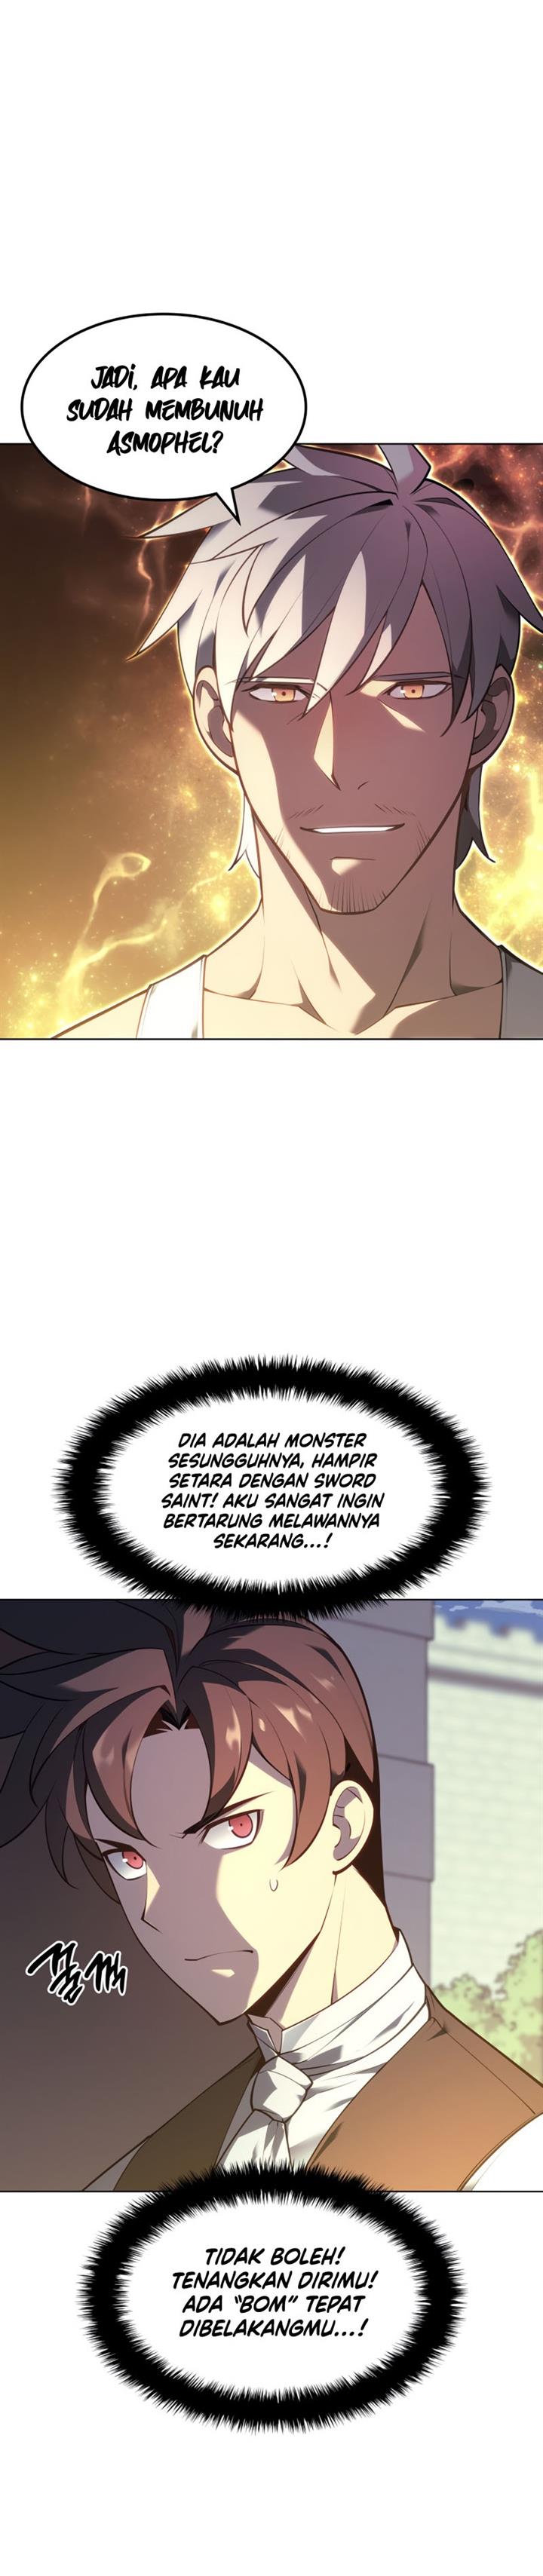 JADI, APA KAU
SUDAH MEMBUNUH
ASMOPHEL?
DIA ADALAH MONSTER
SESUNGGUHNYA, HAMPIR
SETARA DENGAN SWORD
SAINT! AKU SANGAT INGIN
BERTARUNG MELAWANNYA
SEKARANG...!
TIDAK BOLEH!
TENANGKAN DIRIMU!
ADA "BOM" TEPAT
DIBELAKANGMU...!